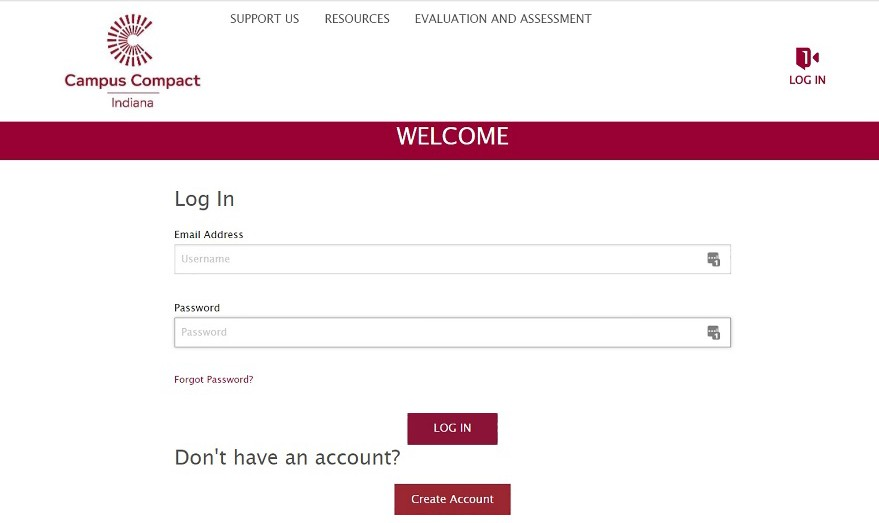 SUPPORT US RESOURCES EVALUATION AND ASSESSMENT
Campus Compact
Indiana
LOG IN
WELCOME
Log In
Email Address
Username
Password
Password
Forgot Password?
LOG IN
Don't have an account?
Create Account